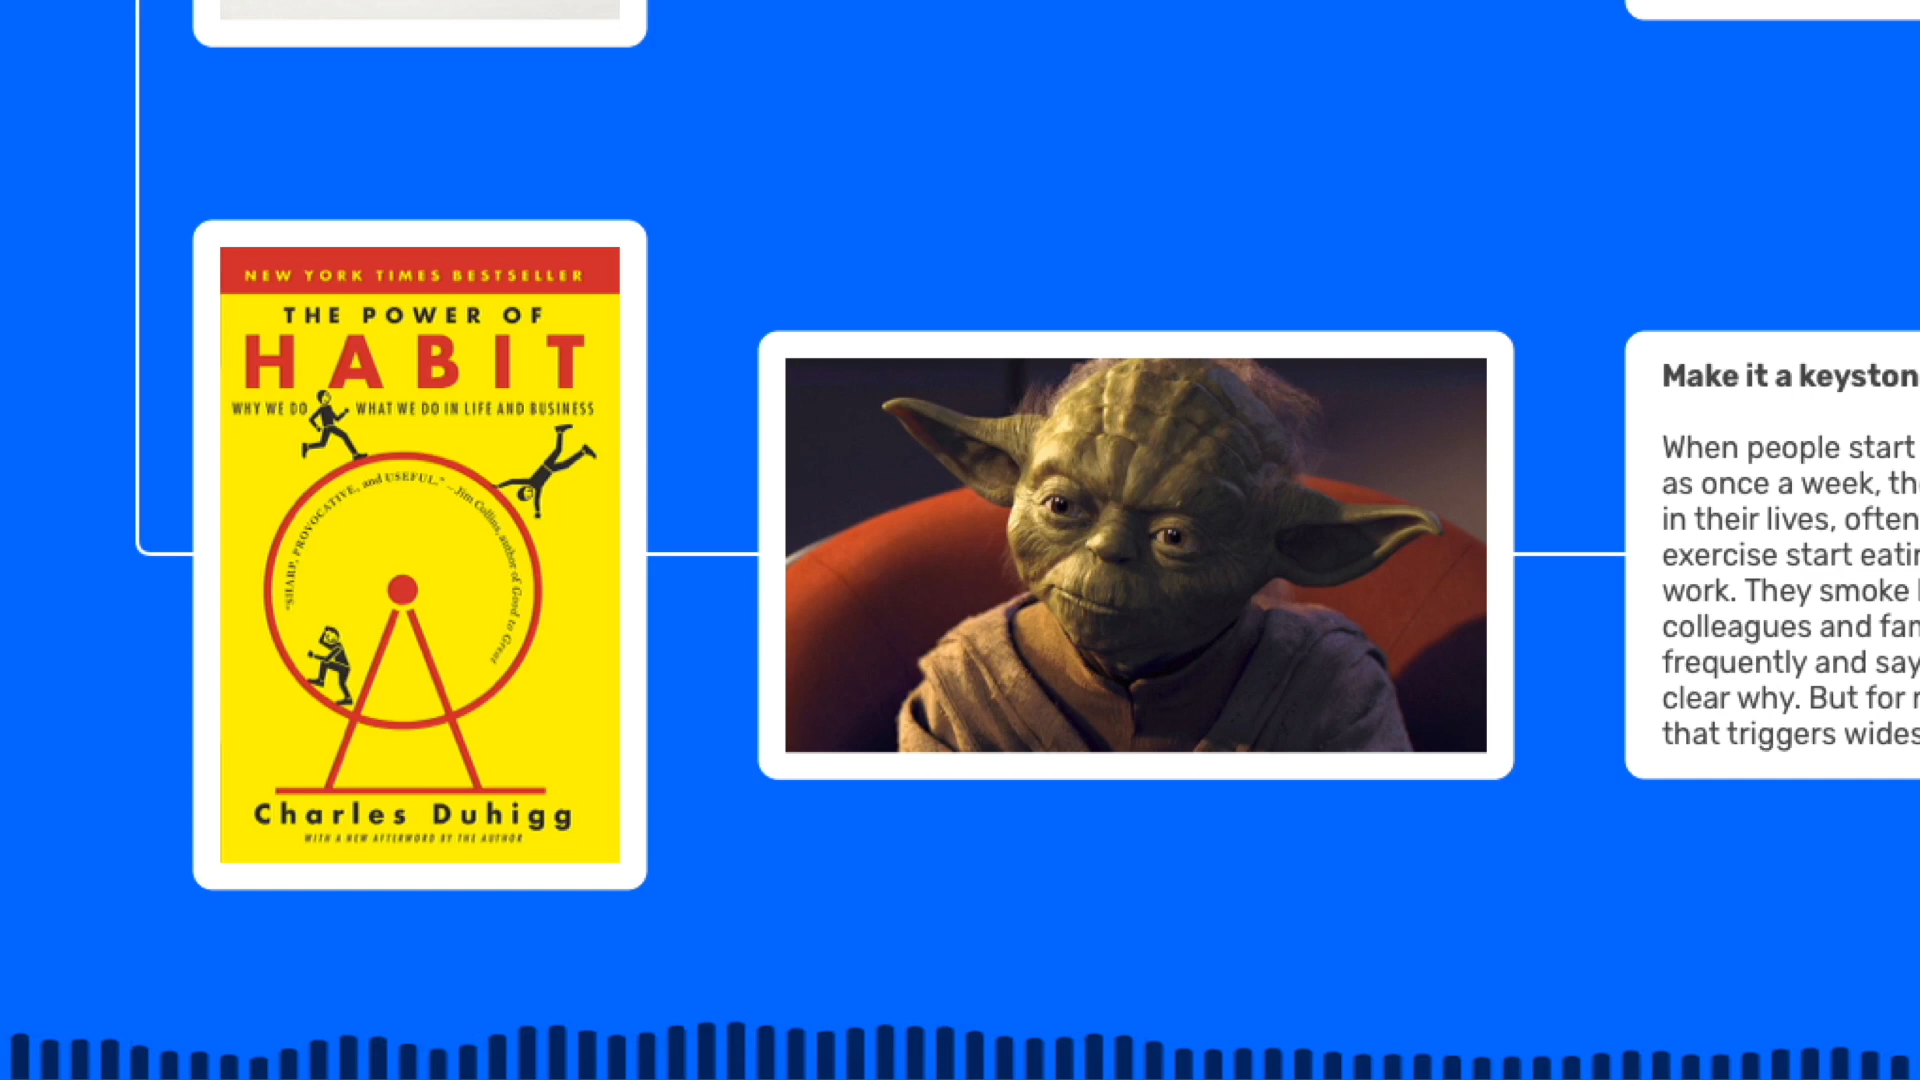 NEW YORK TIMES BESTSELLER
THE POWER OF
HABIT
WHY WE DO WHAT WE DO IN LIFE AND BUSINESS
"SHARP, PROVOCATIVE, and USEFUL." —Jim Collins, author of Good to Great
Charles Duhigg
WITH A NEW AFTERWORD BY THE AUTHOR
Make it a keyston
When people start
as once a week, the
in their lives, often
exercise start eatin
work. They smoke
colleagues and fam
frequently and say
clear why. But for
that triggers wides